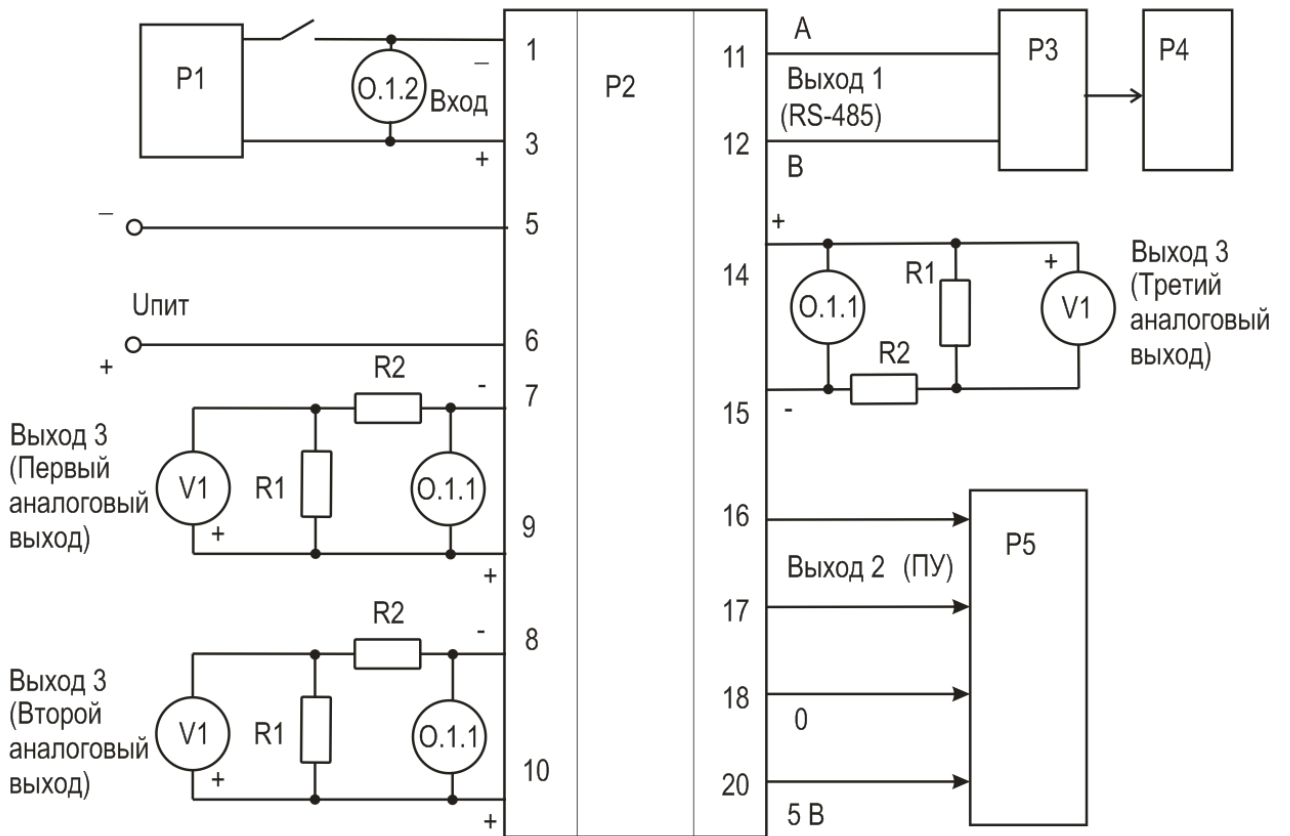 P1
O.1.2
Вход
–
+
1
3
P2
11
12
A
Выход 1
(RS-485)
B
P3
P4
–
Uпит
+
5
6
R2
-
7
Выход 3
(Первый
аналоговый
выход)
V1
+
R1
O.1.1
9
+
R2
-
8
Выход 3
(Второй
аналоговый
выход)
V1
+
R1
O.1.1
10
+
+
14
O.1.1
R1
R2
+
V1
15
-
Выход 3
(Третий
аналоговый
выход)
16
Выход 2 (ПУ)
17
18
0
20
5 В
P5